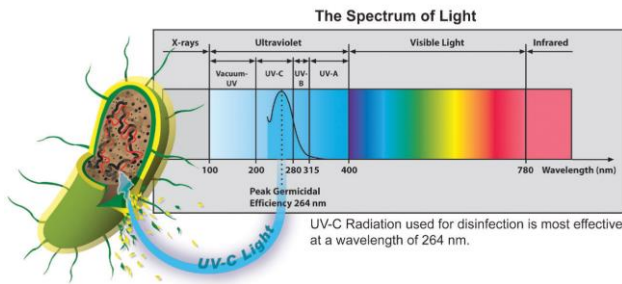 The Spectrum of Light
X-rays Ultraviolet Visible Light Infrared
Vacuum-UV UV-C UV-B UV-A
100 200 280 315 400 780 Wavelength (nm)
Peak Germicidal
Efficiency 264 nm
UV-C Light
UV-C Radiation used for disinfection is most effective
at a wavelength of 264 nm.